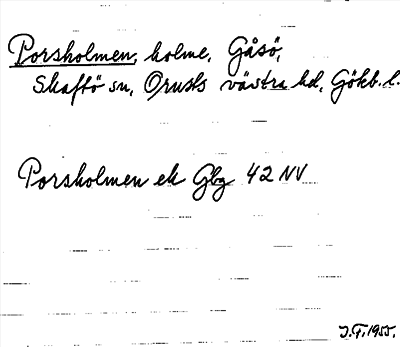 Porsholmen, holme, Gåsö,
Skaftö sn, Orusts västra hd, Gökb. l.
Porsholmen ek Gbg 42 NV
J.F. 1955.